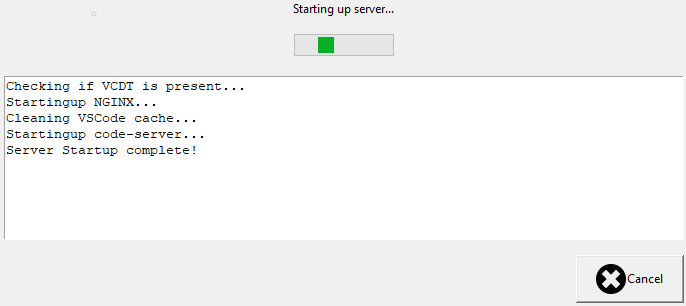 Starting up server...
Checking if VCDT is present...
Startingup NGINX...
Cleaning VSCode cache...
Startingup code-server...
Server Startup complete!
Cancel